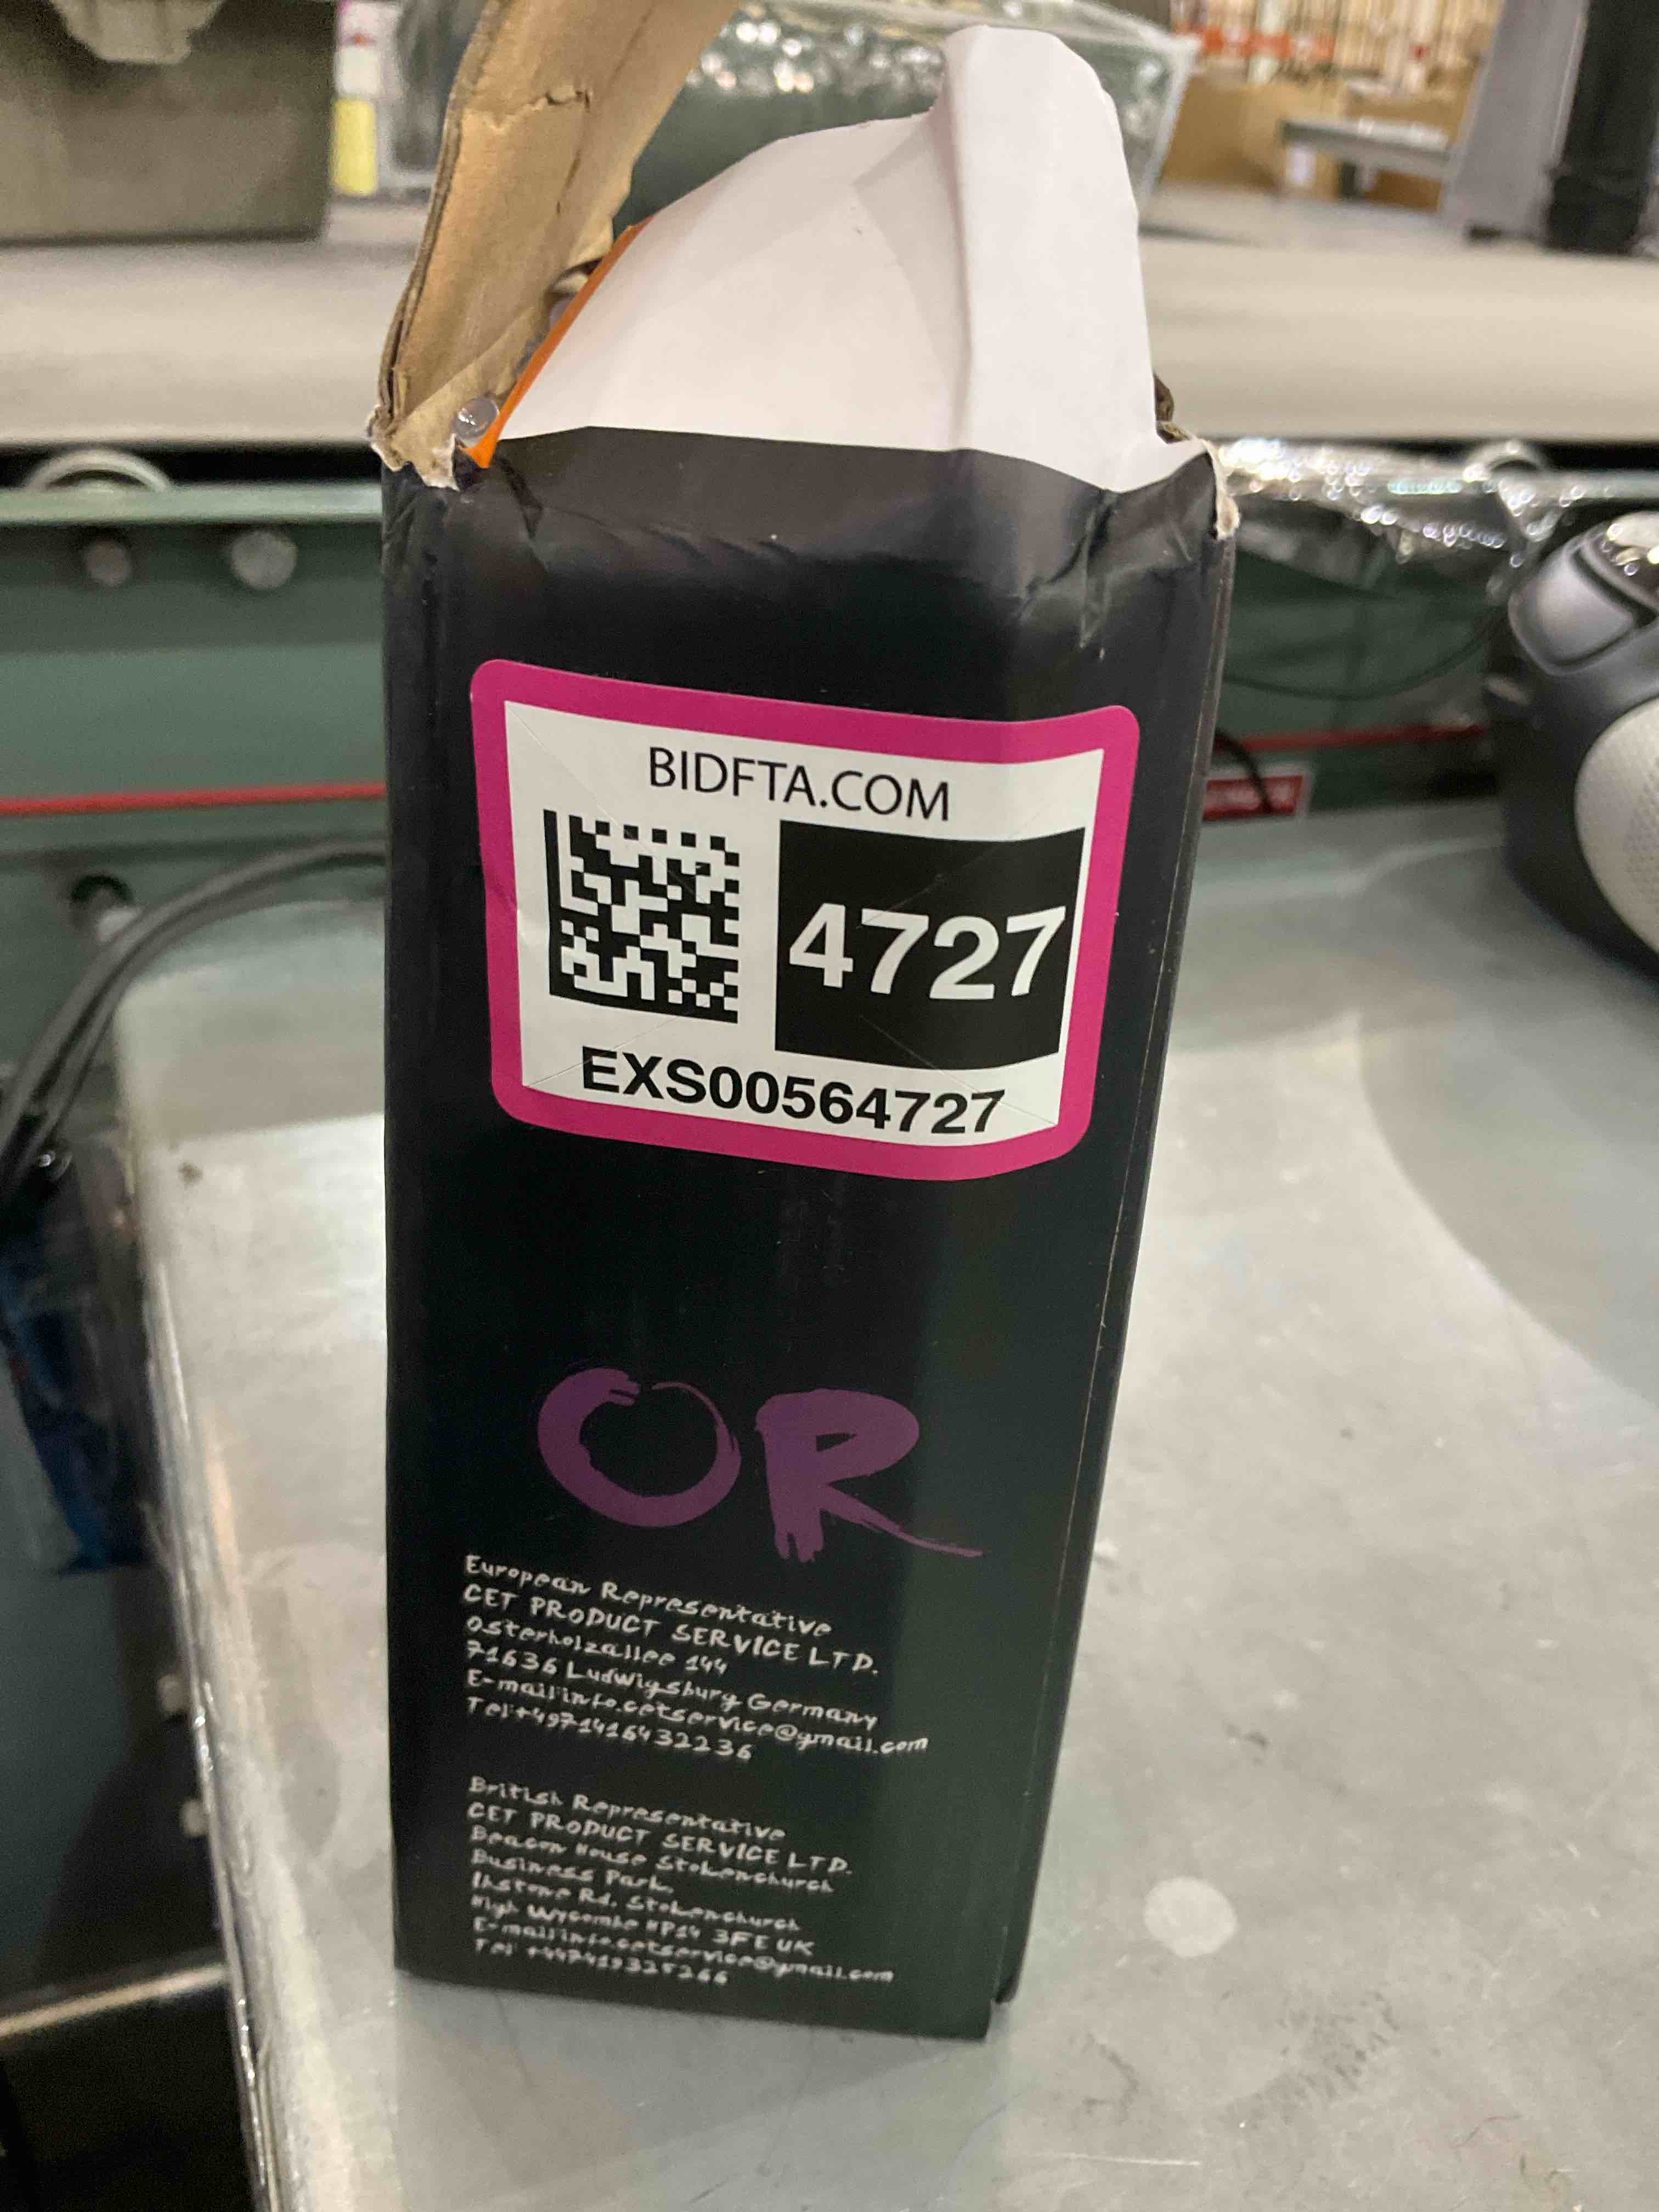 BIDFTA.COM
4727
EXS00564727
OR
European Representative
CET PRODUCT SERVICE LTD.
Osterholzallee 144
71636 Ludwigsburg Germany
E-mail:info.cetservice@gmail.com
Tel:+4971416432236
British Representative
CET PRODUCT SERVICE LTD.
Beacon House Stokenchurch
Business Park,
Ibstone Rd, Stokenchurch
High Wycombe HP14 3FE UK
E-mail:info.cetservice@gmail.com
Tel: +447419325266